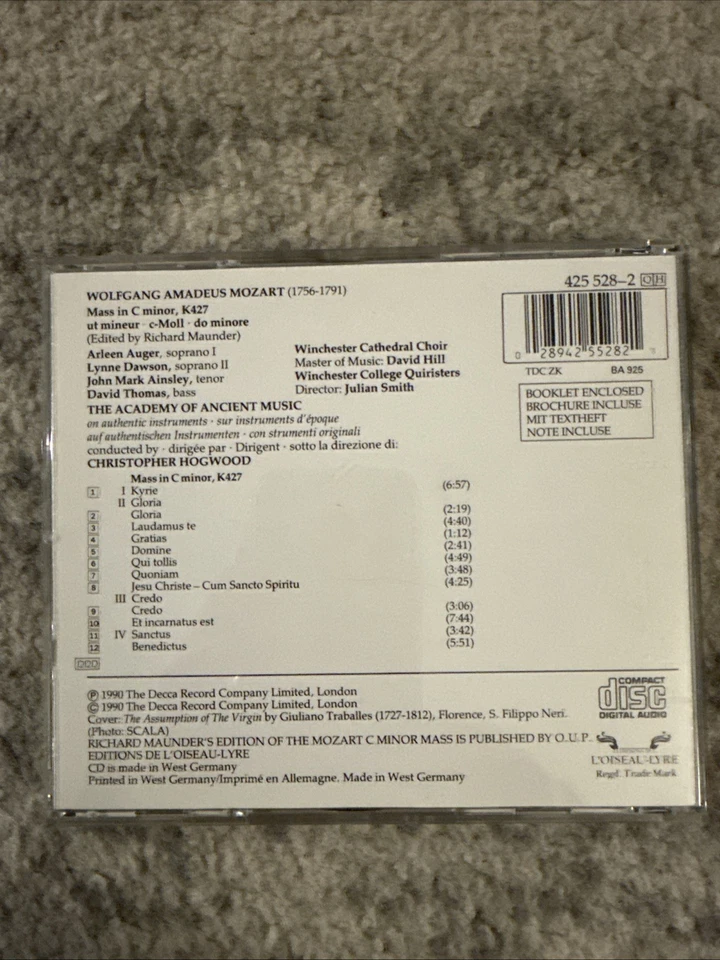 WOLFGANG AMADEUS MOZART (1756-1791)
Mass in C minor, K427
ut mineur · c-Moll · do minore
(Edited by Richard Maunder)
Arleen Auger, soprano I
Lynne Dawson, soprano II
John Mark Ainsley, tenor
David Thomas, bass
Winchester Cathedral Choir
Master of Music: David Hill
Winchester College Quiristers
Director: Julian Smith
THE ACADEMY OF ANCIENT MUSIC
on authentic instruments · sur instruments d'époque
auf authentischen Instrumenten · con strumenti originali
conducted by · dirigée par · Dirigent · sotto la direzione di:
CHRISTOPHER HOGWOOD
425 528-2 QH
0 28942 55282 7
TDC ZK BA 925
BOOKLET ENCLOSED
BROCHURE INCLUSE
MIT TEXTHEFT
NOTE INCLUSE
Mass in C minor, K427
1 I Kyrie (6:57)
II Gloria
2 Gloria (2:19)
3 Laudamus te (4:40)
4 Gratias (1:12)
5 Domine (2:41)
6 Qui tollis (4:49)
7 Quoniam (3:48)
8 Jesu Christe – Cum Sancto Spiritu (4:25)
III Credo
9 Credo (3:06)
10 Et incarnatus est (7:44)
11 IV Sanctus (3:42)
12 Benedictus (5:51)
DDD
Ⓟ 1990 The Decca Record Company Limited, London
© 1990 The Decca Record Company Limited, London
Cover: The Assumption of The Virgin by Giuliano Traballes (1727-1812), Florence, S. Filippo Neri.
(Photo: SCALA)
RICHARD MAUNDER'S EDITION OF THE MOZART C MINOR MASS IS PUBLISHED BY O.U.P.
EDITIONS DE L'OISEAU-LYRE
CD is made in West Germany
Printed in West Germany/Imprimé en Allemagne. Made in West Germany
COMPACT
disc
DIGITAL AUDIO
L'OISEAU-LYRE
Regd. Trade Mark